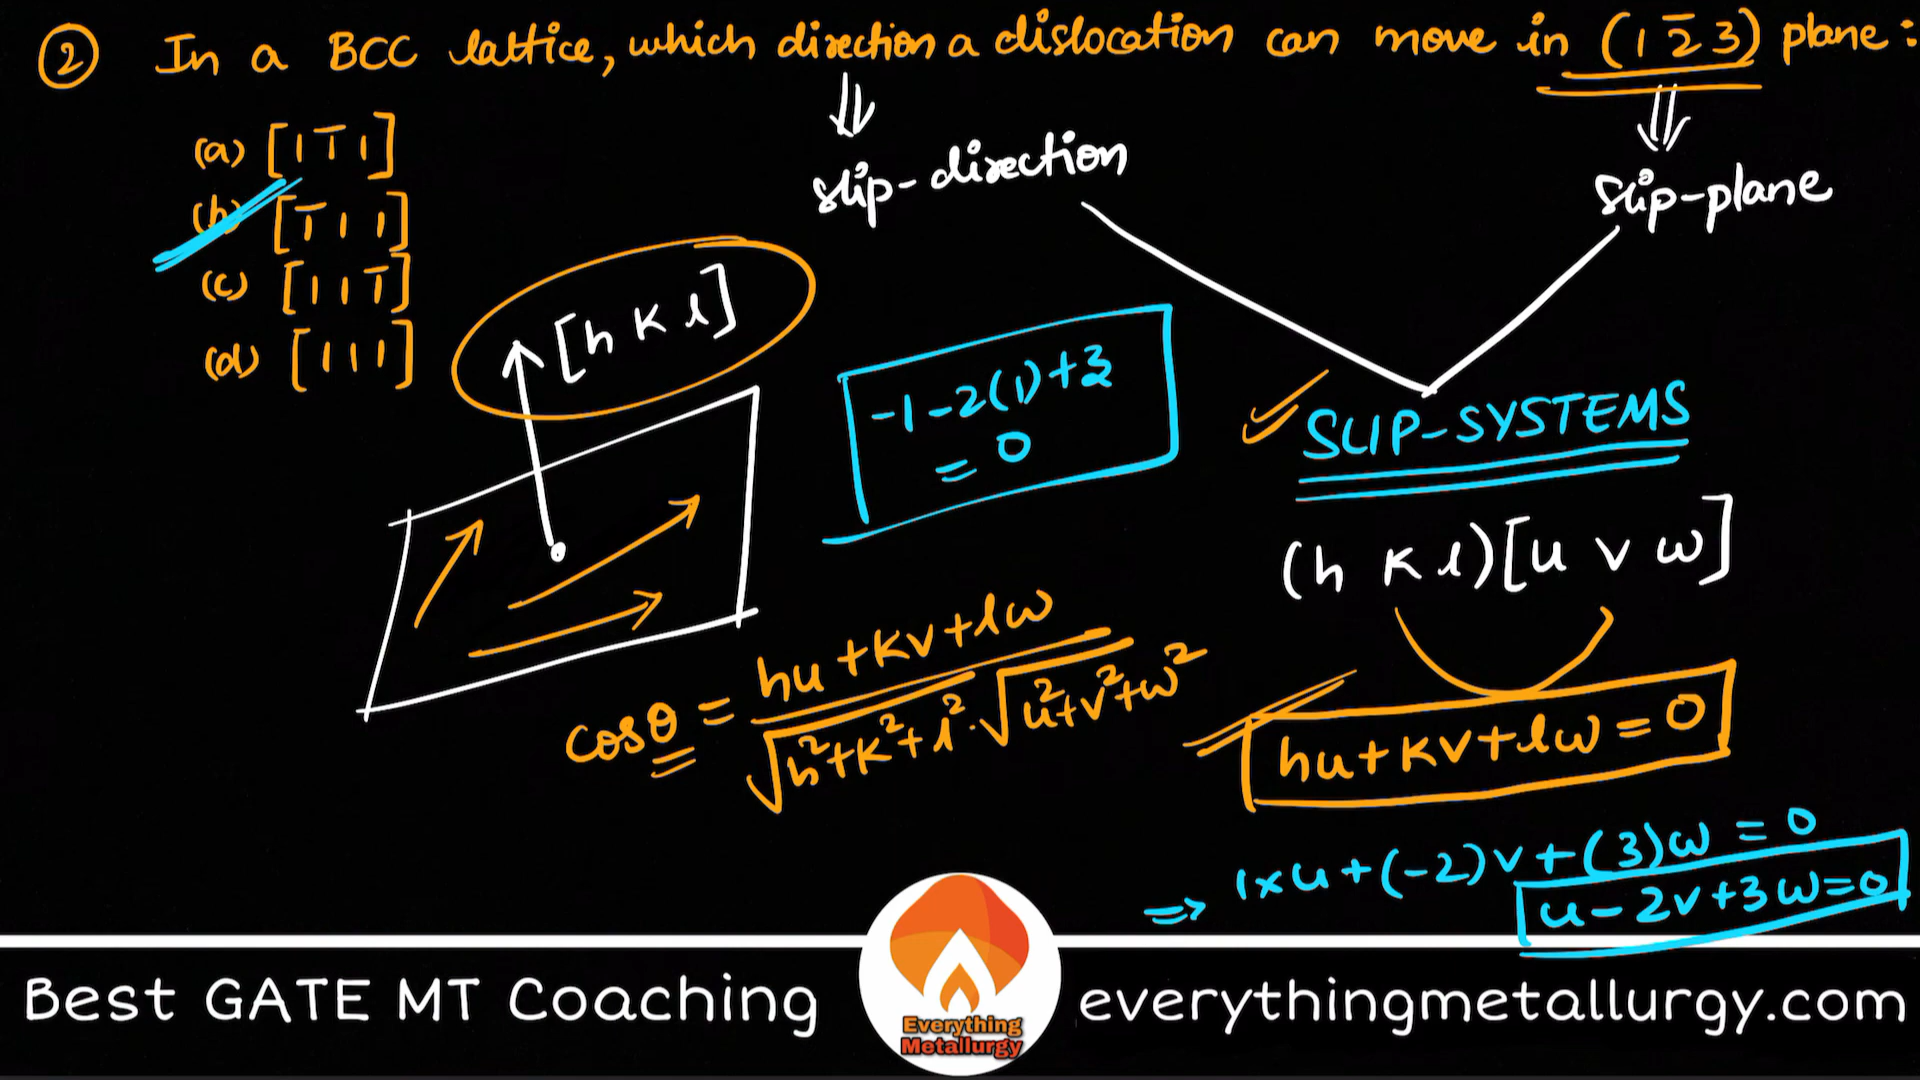 ② In a BCC lattice, which direction a dislocation can move in (1 2̄ 3) plane:
(a) [1 1̄ 1]
(b) [1̄ 1 1]
(c) [1 1 1̄]
(d) [1 1 1]
⇓
slip-direction
⇓
slip-plane
[h k l]
-1-2(1)+3
= 0
✓ SLIP-SYSTEMS
(h k l)[u v w]
cosθ = hu+kv+lw / √h²+k²+l² · √u²+v²+w²
hu+kv+lw = 0
⇒ 1×u+(-2)v+(3)w = 0
u-2v+3w=0
Best GATE MT Coaching
Everything
Metallurgy
everythingmetallurgy.com